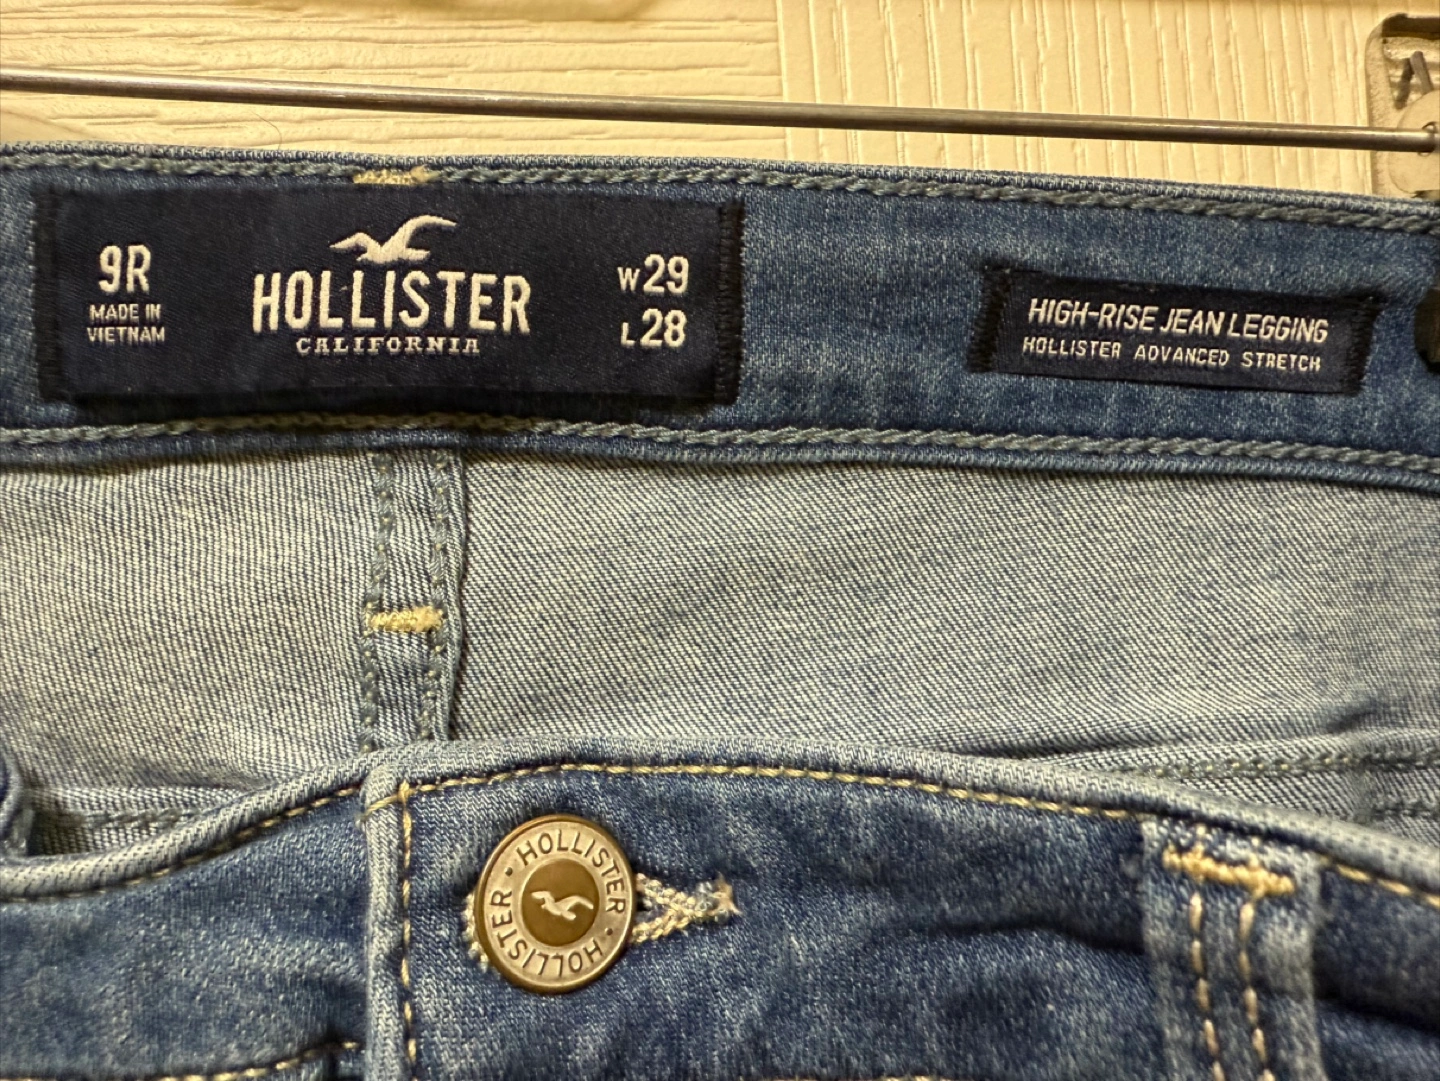 9R
MADE IN
VIETNAM
HOLLISTER
CALIFORNIA
W29
L28
HIGH-RISE JEAN LEGGING
HOLLISTER ADVANCED STRETCH
HOLLISTER • HOLLISTER •
A